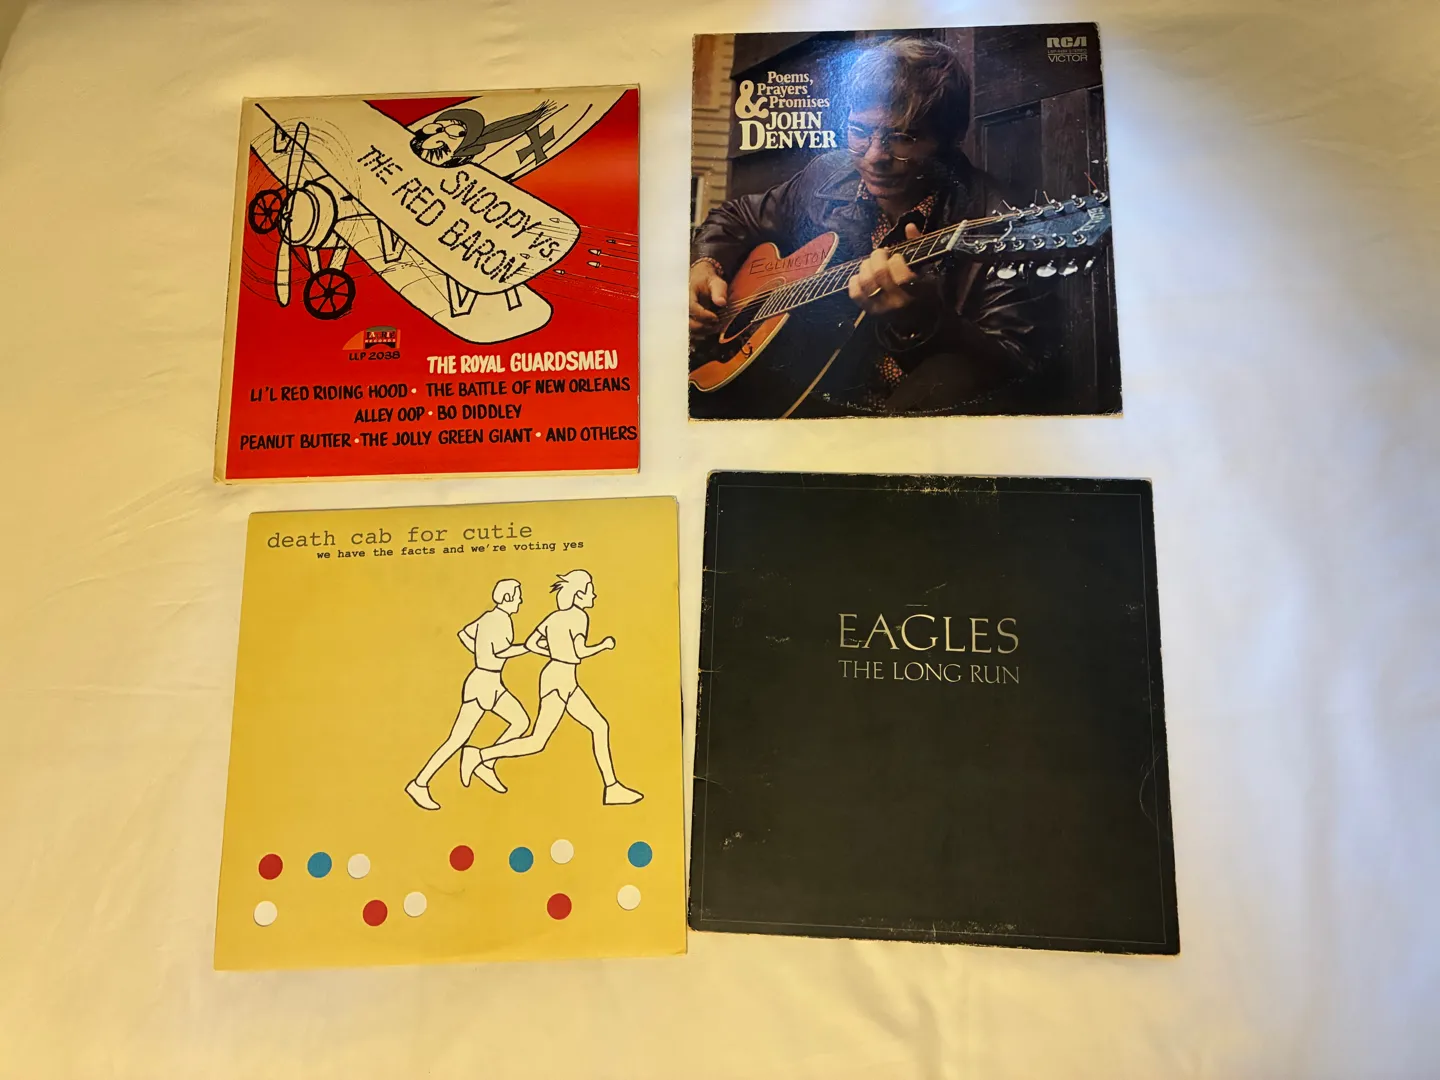 SNOOPY VS.
THE RED BARON
LLP 2038
THE ROYAL GUARDSMEN
LI'L RED RIDING HOOD • THE BATTLE OF NEW ORLEANS
ALLEY OOP • BO DIDDLEY
PEANUT BUTTER • THE JOLLY GREEN GIANT • AND OTHERS
Poems,
Prayers
& Promises
JOHN
DENVER
RCA
VICTOR
EGLINGTON
death cab for cutie
we have the facts and we're voting yes
EAGLES
THE LONG RUN